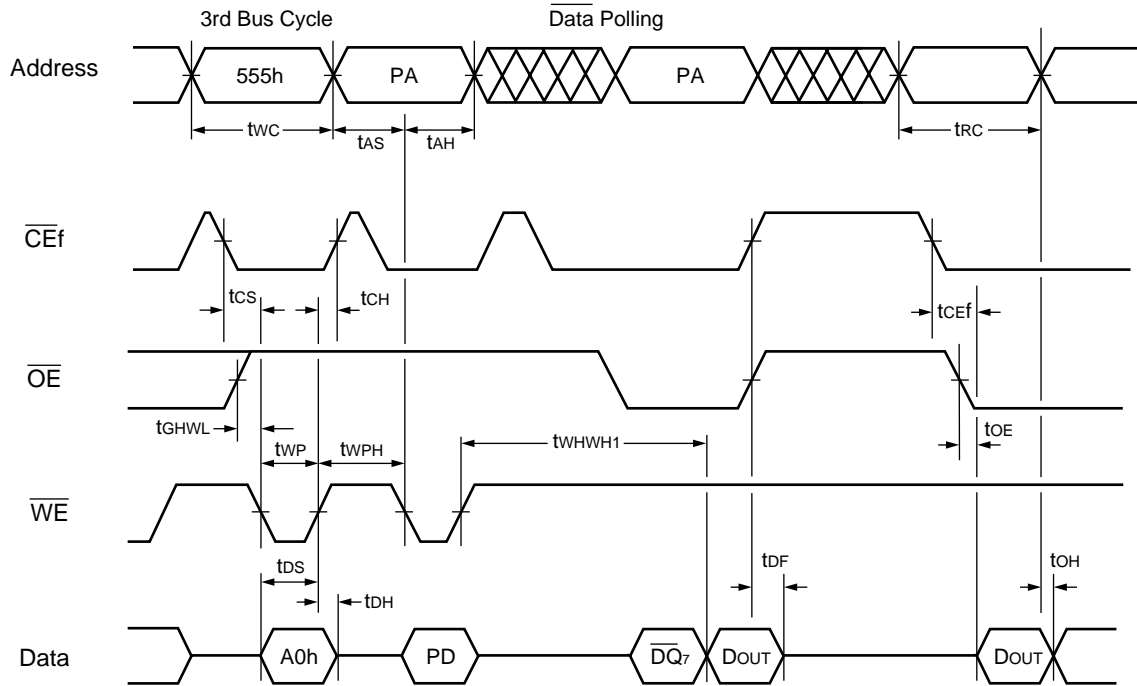 3rd Bus Cycle Data Polling
Address 555h PA PA
tWC tAS tAH tRC
CEf
tCS tCH tCEf
OE
tGHWL tWP tWPH tWHWH1 tOE
WE
tDS tDF tOH
tDH
Data A0h PD DQ7 DOUT DOUT